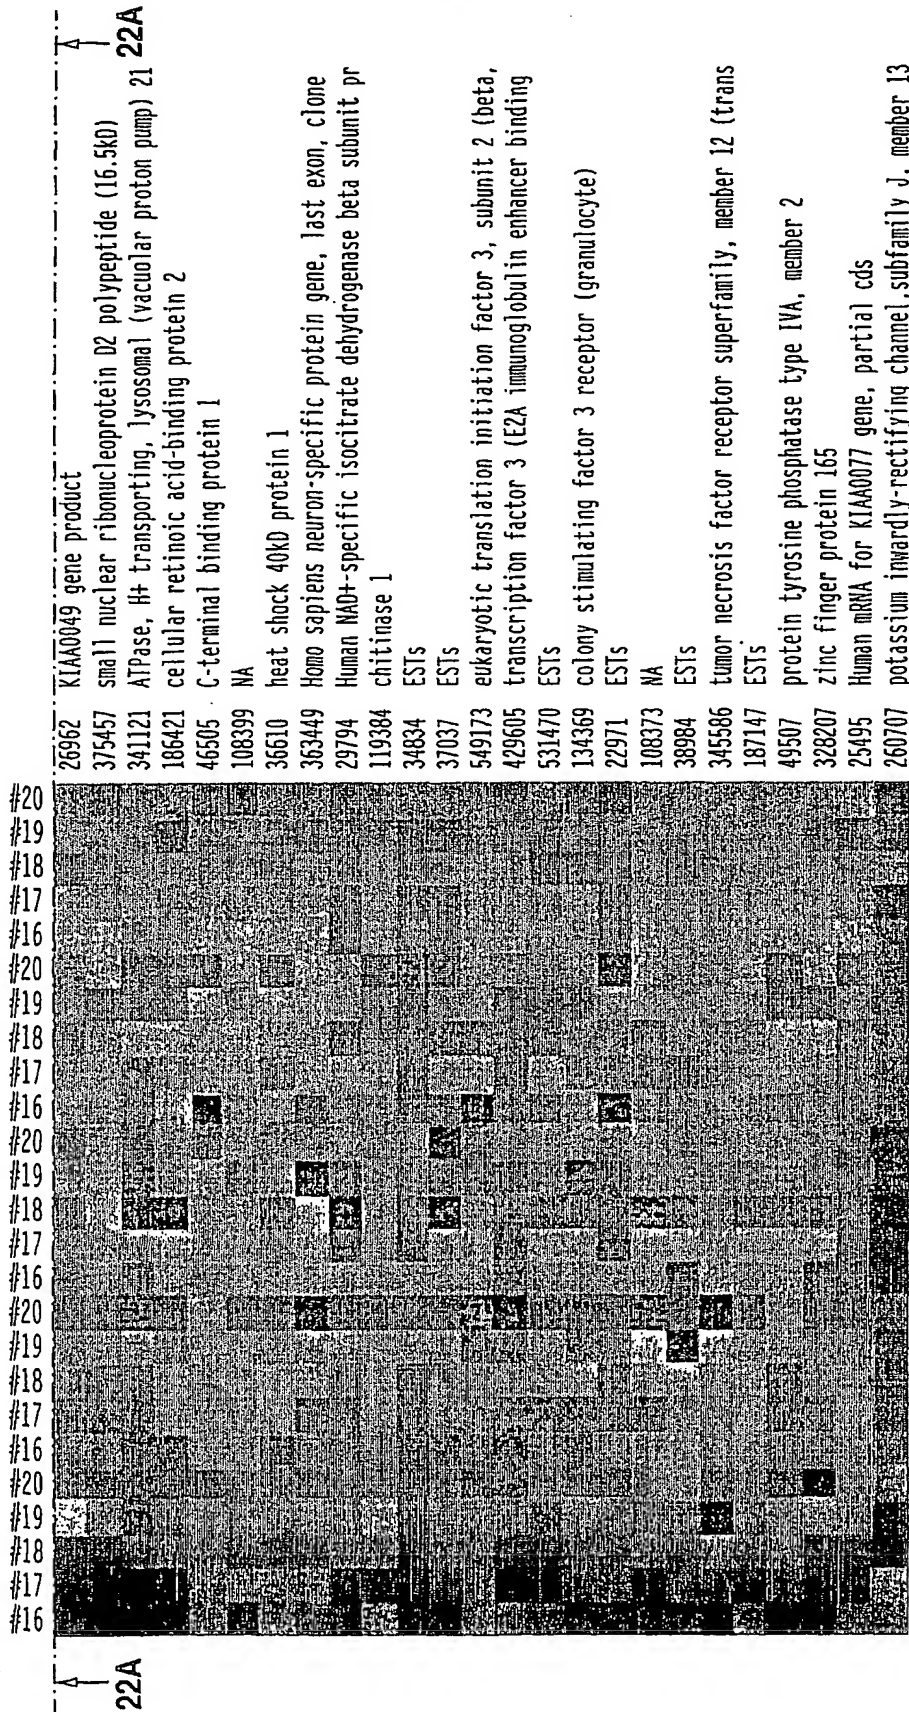 #16 #17 #18 #19 #20 #16 #17 #18 #19 #20 #16 #17 #18 #19 #20 #16 #17 #18 #19 #20 #16 #17 #18 #19 #20
22A
22A
26962 KIAA0049 gene product
375457 small nuclear ribonucleoprotein D2 polypeptide (16.5kD)
341121 ATPase, H+ transporting, lysosomal (vacuolar proton pump) 21
186421 cellular retinoic acid-binding protein 2
46505 C-terminal binding protein 1
108399 NA
36610 heat shock 40kD protein 1
363449 Homo sapiens neuron-specific protein gene, last exon, clone
29794 Human NAD+-specific isocitrate dehydrogenase beta subunit pr
119384 chitinase 1
34834 ESTs
37037 ESTs
549173 eukaryotic translation initiation factor 3, subunit 2 (beta,
429605 transcription factor 3 (E2A immunoglobulin enhancer binding
531470 ESTs
134369 colony stimulating factor 3 receptor (granulocyte)
22971 ESTs
108373 NA
38984 ESTs
345586 tumor necrosis factor receptor superfamily, member 12 (trans
187147 ESTs
49507 protein tyrosine phosphatase type IVA, member 2
328207 zinc finger protein 165
25495 Human mRNA for KIAA0077 gene, partial cds
260707 potassium inwardly-rectifying channel,subfamily J, member 13